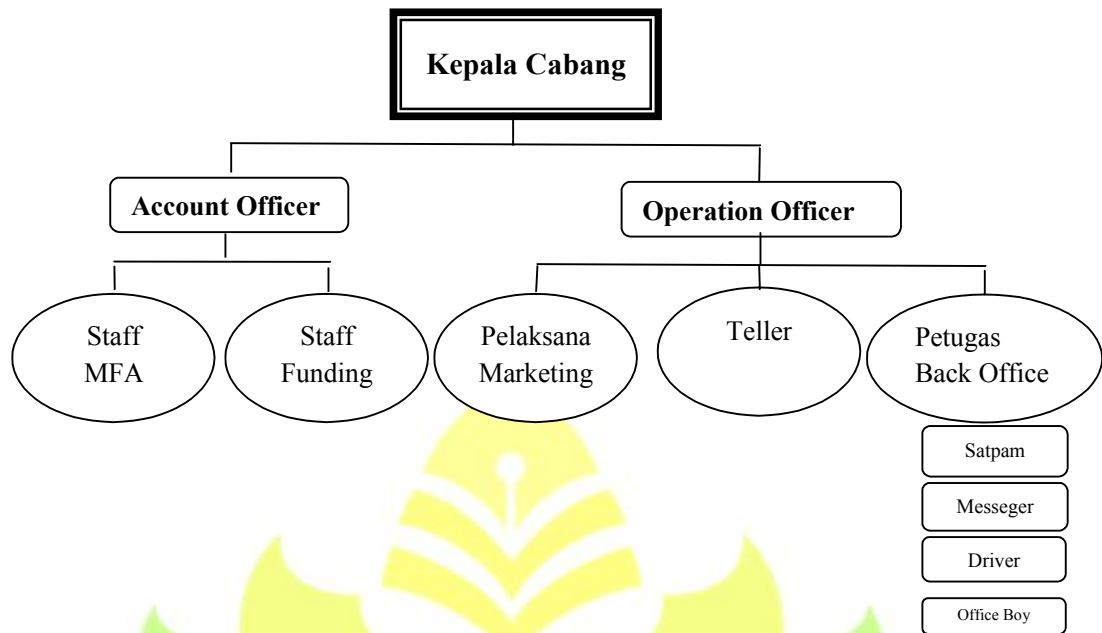 Kepala Cabang
Account Officer
Operation Officer
Staff
MFA
Staff
Funding
Pelaksana
Marketing
Teller
Petugas
Back Office
Satpam
Messeger
Driver
Office Boy